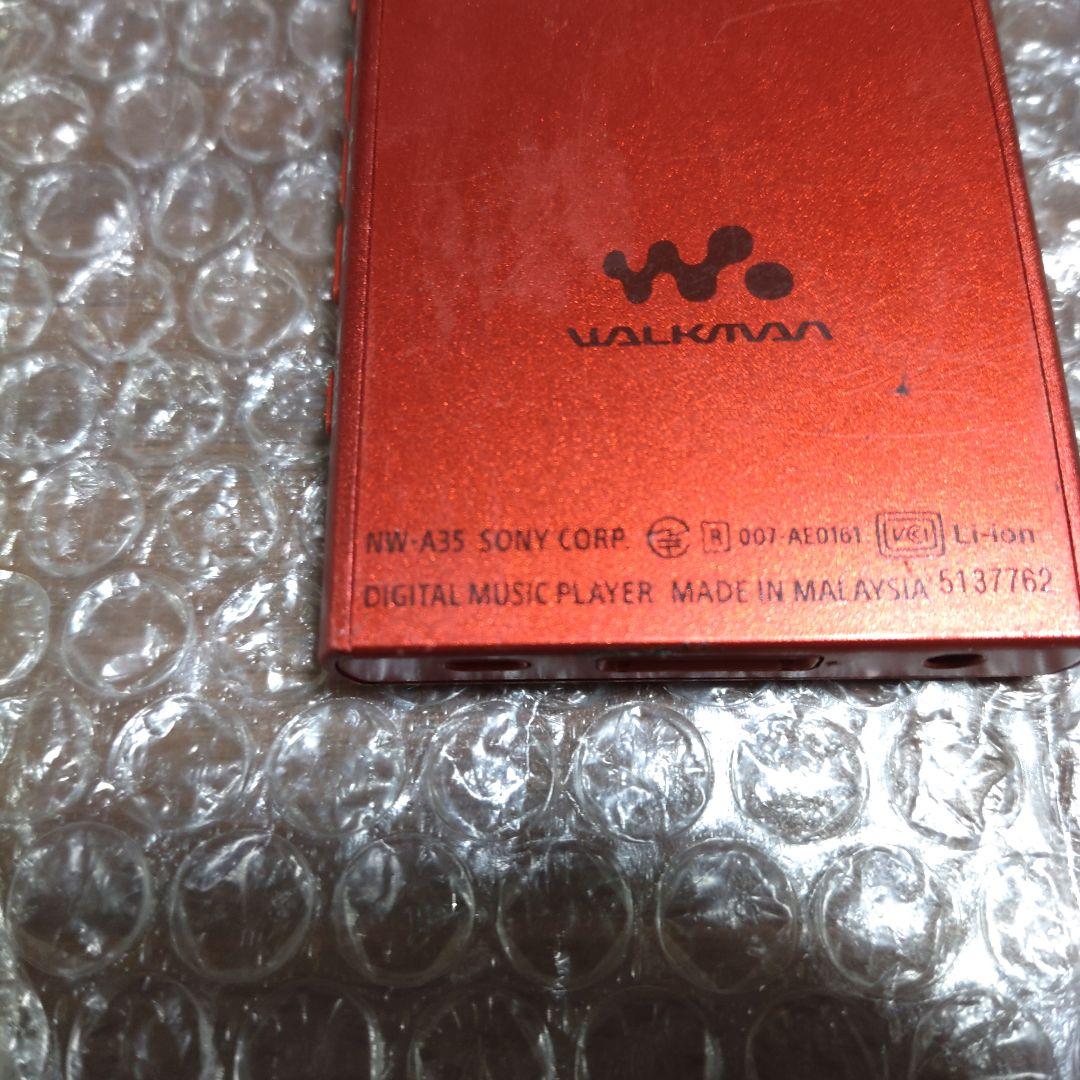 WALKMAN
NW-A35 SONY CORP. R 007-AE0161 VCI Li-ion
DIGITAL MUSIC PLAYER MADE IN MALAYSIA 5137762